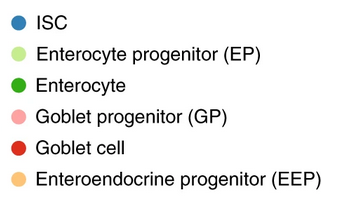 ISC
Enterocyte progenitor (EP)
Enterocyte
Goblet progenitor (GP)
Goblet cell
Enteroendocrine progenitor (EEP)